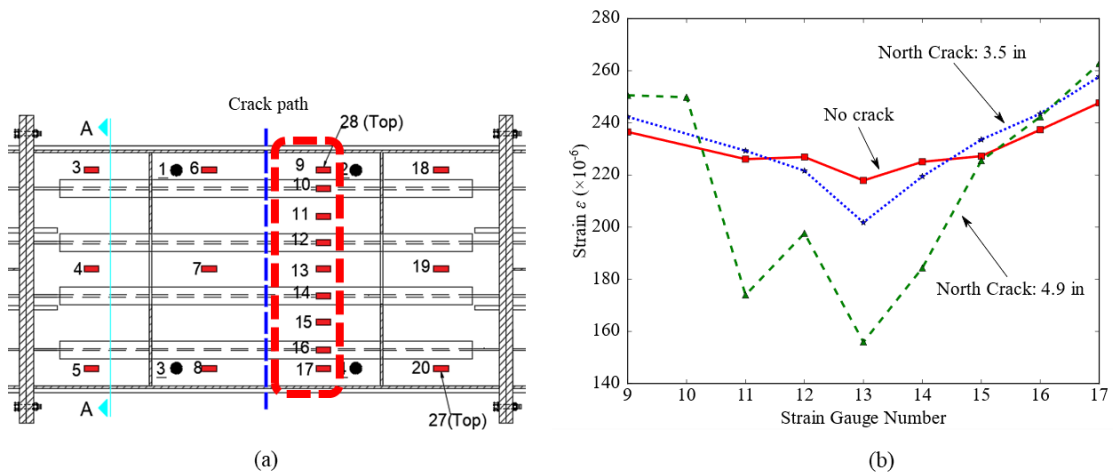 Crack path
28 (Top)
A
3
1
6
9
2
18
10
11
12
4
7
13
19
14
15
16
5
3
8
17
4
20
A
27(Top)
(a)
280
260
240
220
200
180
160
140
Strain ε (×10⁻⁶)
North Crack: 3.5 in
No crack
North Crack: 4.9 in
9 10 11 12 13 14 15 16 17
Strain Gauge Number
(b)